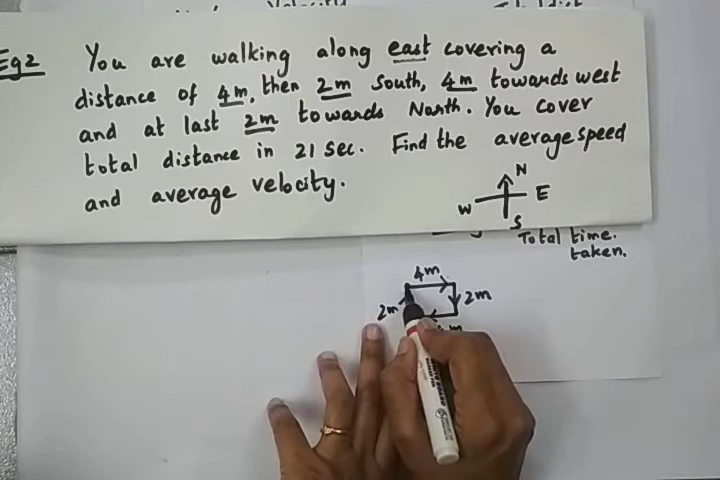 Velocity
Eg2 You are walking along east covering a
distance of 4m, then 2m South, 4m towards west
and at last 2m towards North. You cover
total distance in 21 sec. Find the average speed
and average velocity.
N
W E
S
Total time.
taken.
4m
2m 2m
m